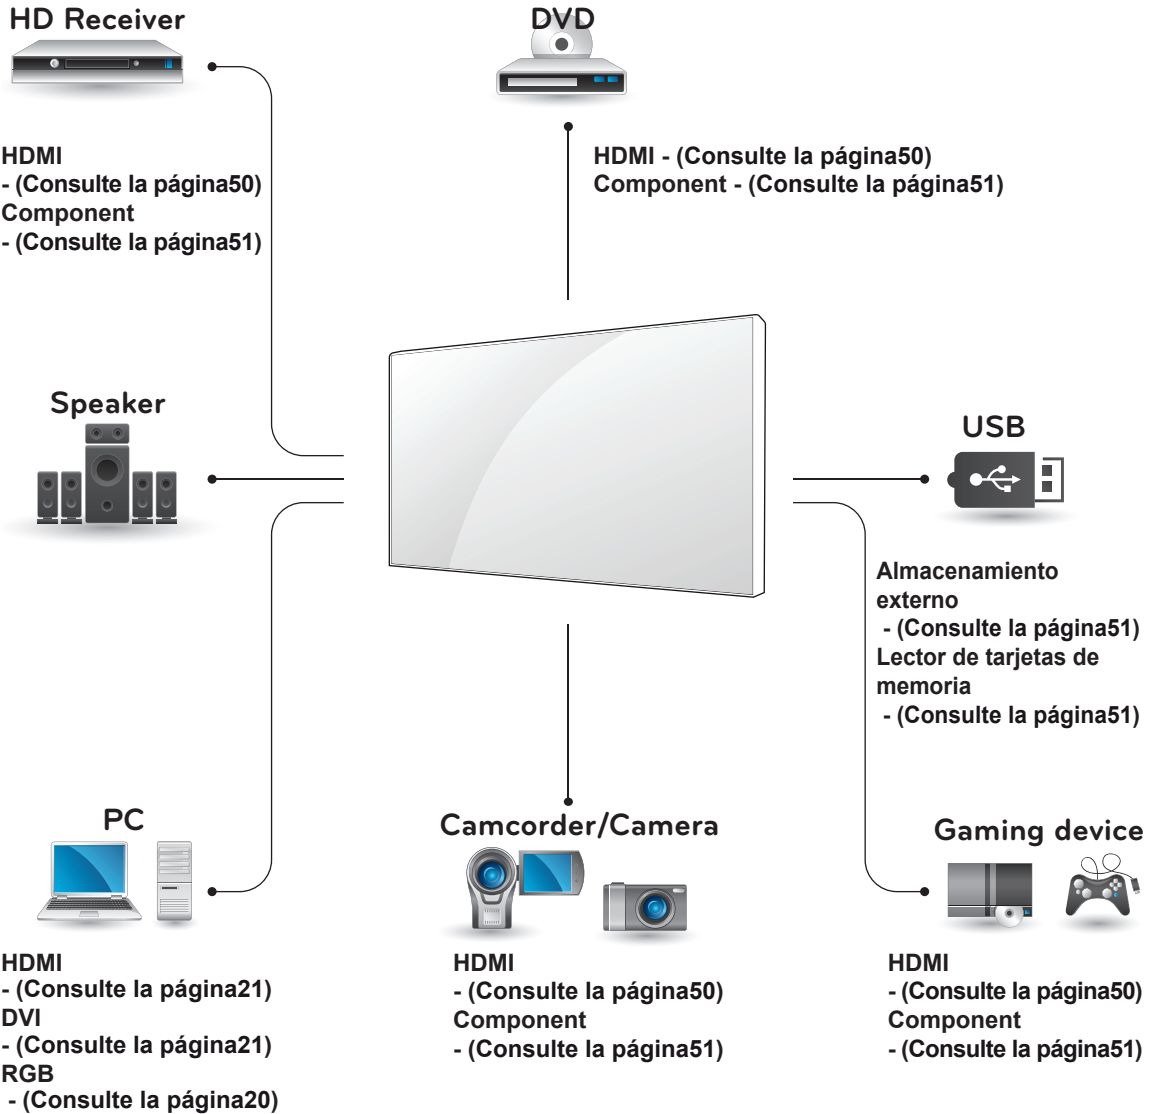 HD Receiver
HDMI
- (Consulte la página50)
Component
- (Consulte la página51)
DVD
HDMI - (Consulte la página50)
Component - (Consulte la página51)
Speaker
USB
Almacenamiento
externo
- (Consulte la página51)
Lector de tarjetas de
memoria
- (Consulte la página51)
PC
HDMI
- (Consulte la página21)
DVI
- (Consulte la página21)
RGB
- (Consulte la página20)
Camcorder/Camera
HDMI
- (Consulte la página50)
Component
- (Consulte la página51)
Gaming device
HDMI
- (Consulte la página50)
Component
- (Consulte la página51)